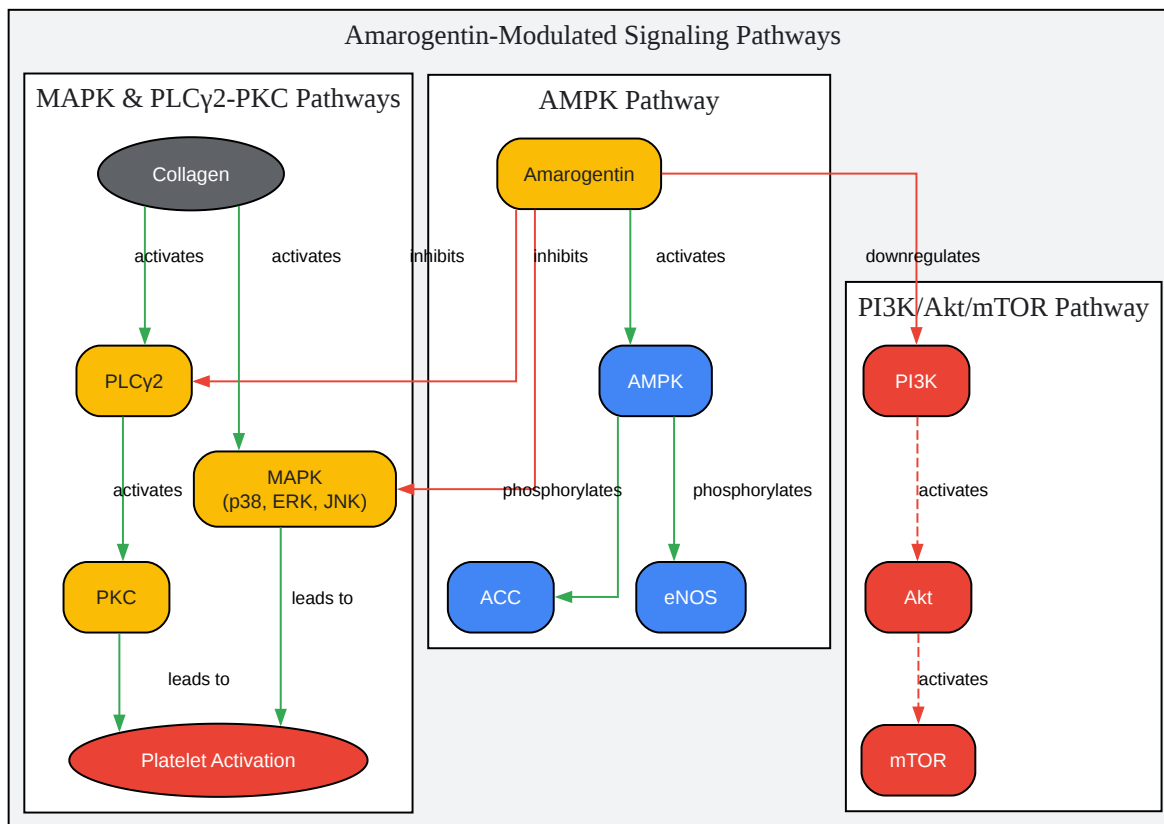 Amarogentin-Modulated Signaling Pathways
MAPK & PLCγ2-PKC Pathways
AMPK Pathway
Collagen
Amarogentin
activates
activates
inhibits
inhibits
activates
downregulates
PI3K/Akt/mTOR Pathway
PLCγ2
AMPK
PI3K
MAPK
(p38, ERK, JNK)
activates
phosphorylates
phosphorylates
activates
PKC
leads to
ACC
eNOS
Akt
leads to
activates
Platelet Activation
mTOR